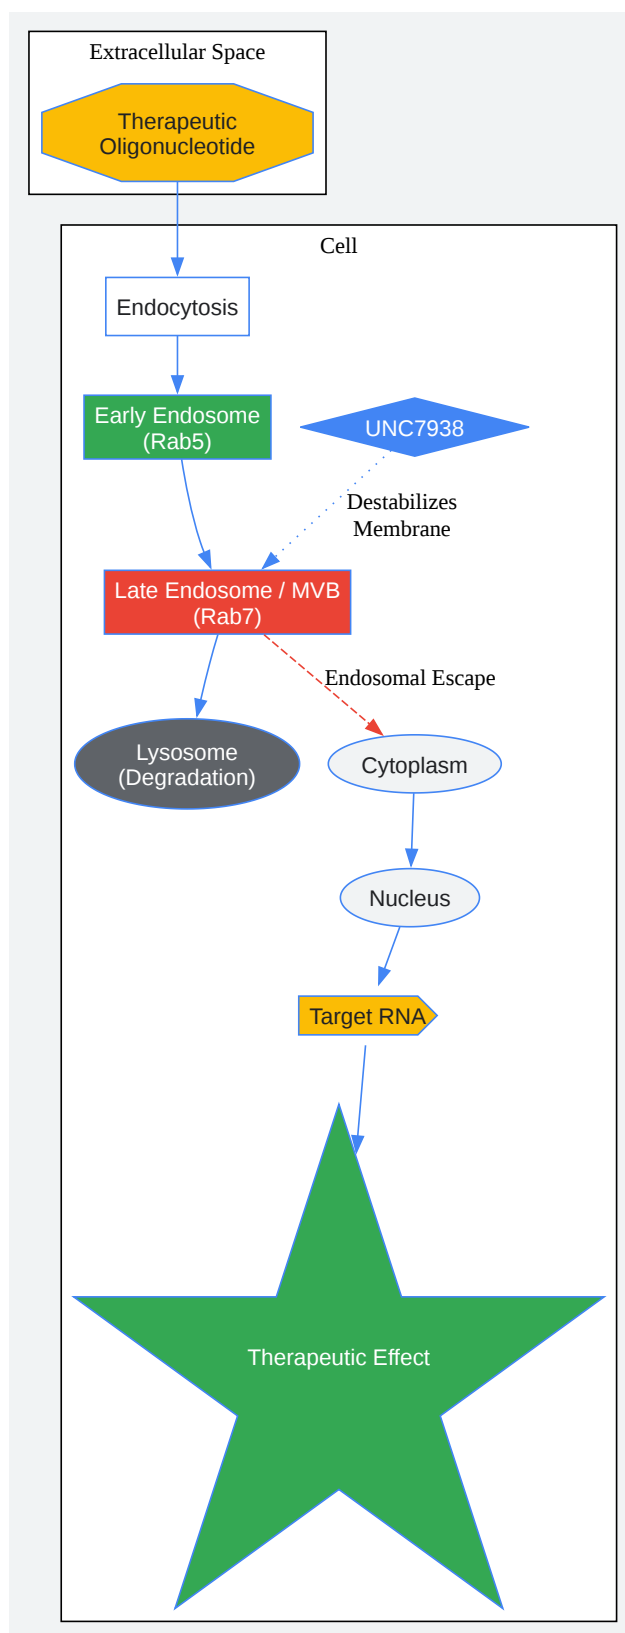 Extracellular Space
Therapeutic
Oligonucleotide
Cell
Endocytosis
Early Endosome
(Rab5)
UNC7938
Destabilizes
Membrane
Late Endosome / MVB
(Rab7)
Endosomal Escape
Lysosome
(Degradation)
Cytoplasm
Nucleus
Target RNA
Therapeutic Effect